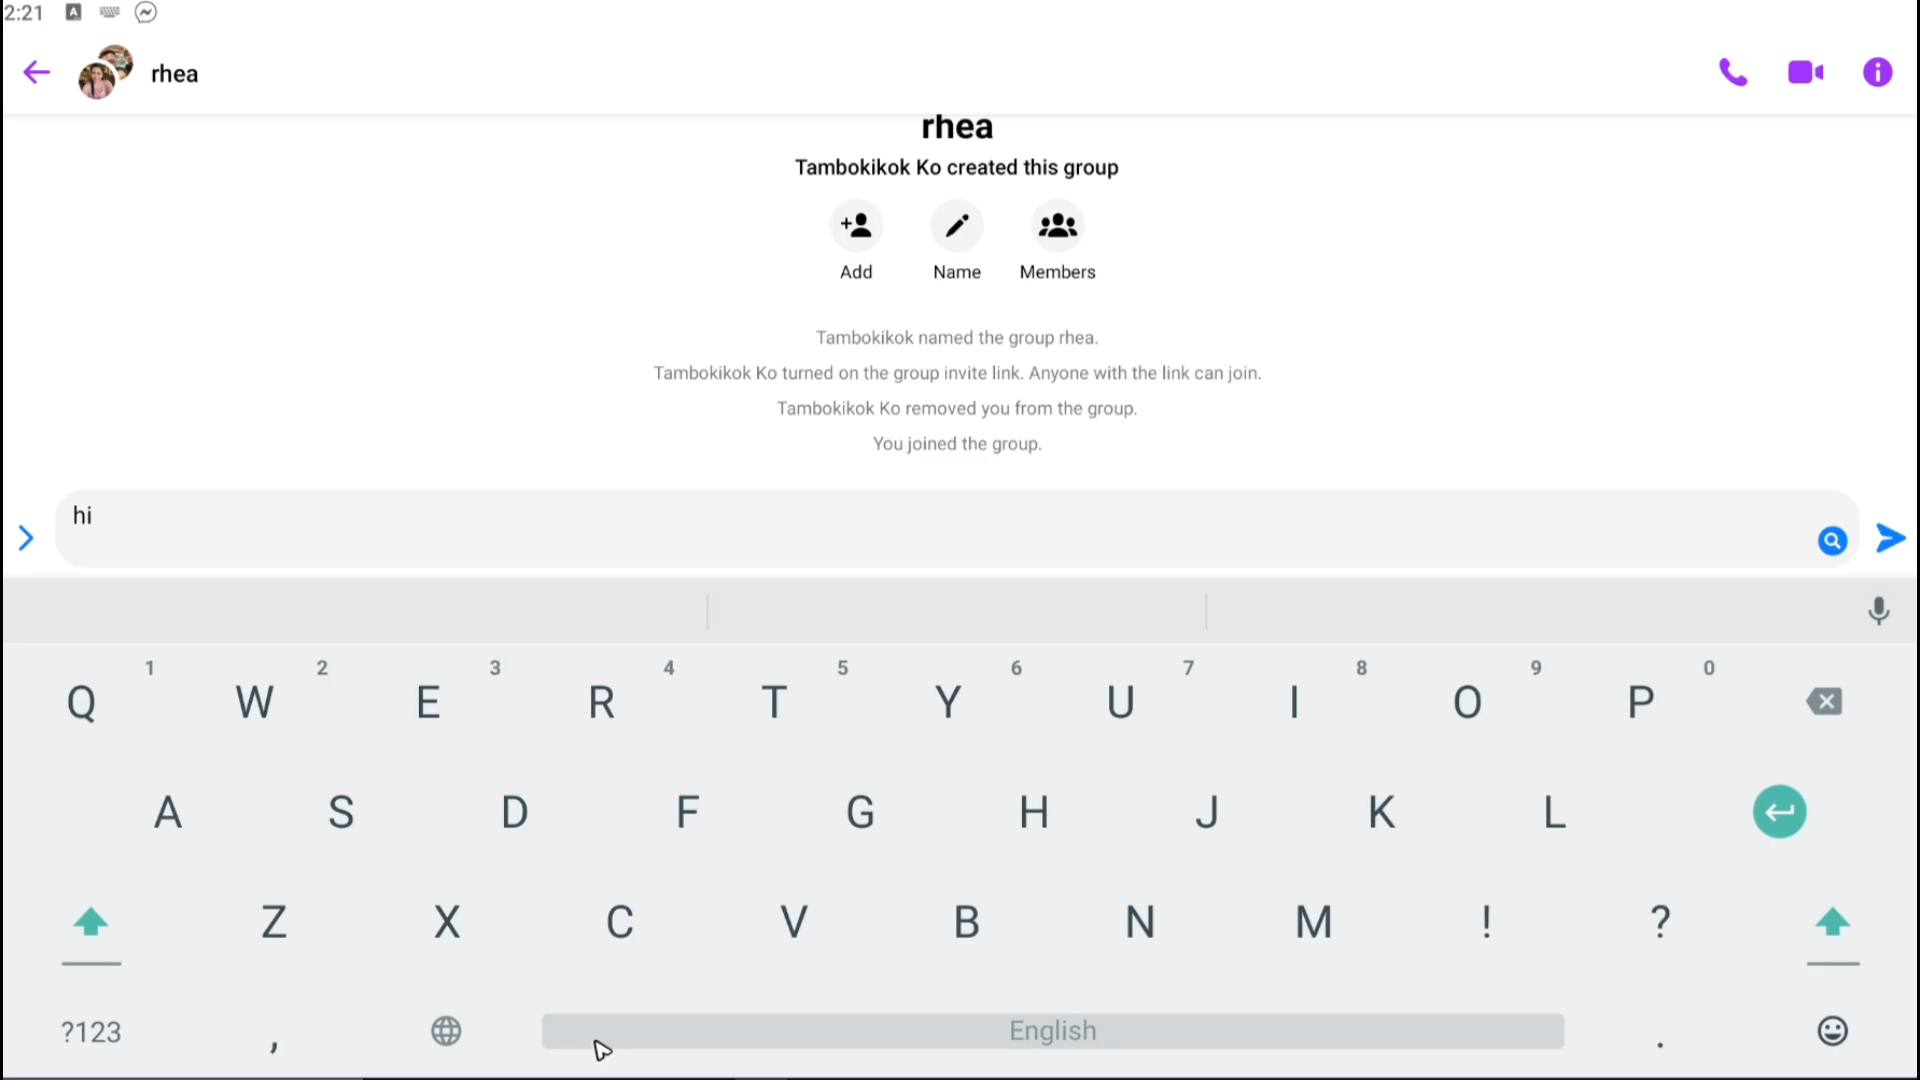 2:21
rhea
rhea
Tambokikok Ko created this group
Add Name Members
Tambokikok named the group rhea.
Tambokikok Ko turned on the group invite link. Anyone with the link can join.
Tambokikok Ko removed you from the group.
You joined the group.
hi
1 2 3 4 5 6 7 8 9 0
Q W E R T Y U I O P
A S D F G H J K L
Z X C V B N M ! ?
?123 , English .